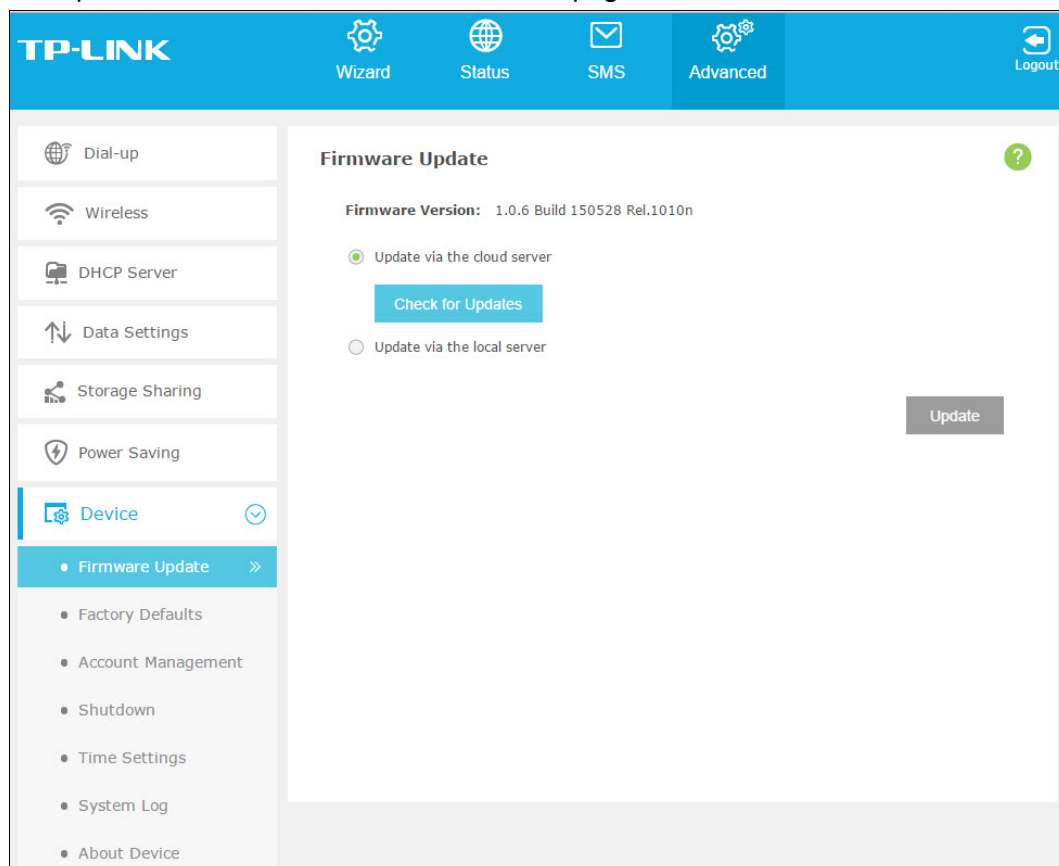 TP-LINK
Wizard
Status
SMS
Advanced
Logout
Dial-up
Wireless
DHCP Server
Data Settings
Storage Sharing
Power Saving
Device
Firmware Update
Factory Defaults
Account Management
Shutdown
Time Settings
System Log
About Device
Firmware Update
?
Firmware Version: 1.0.6 Build 150528 Rel.1010n
Update via the cloud server
Check for Updates
Update via the local server
Update